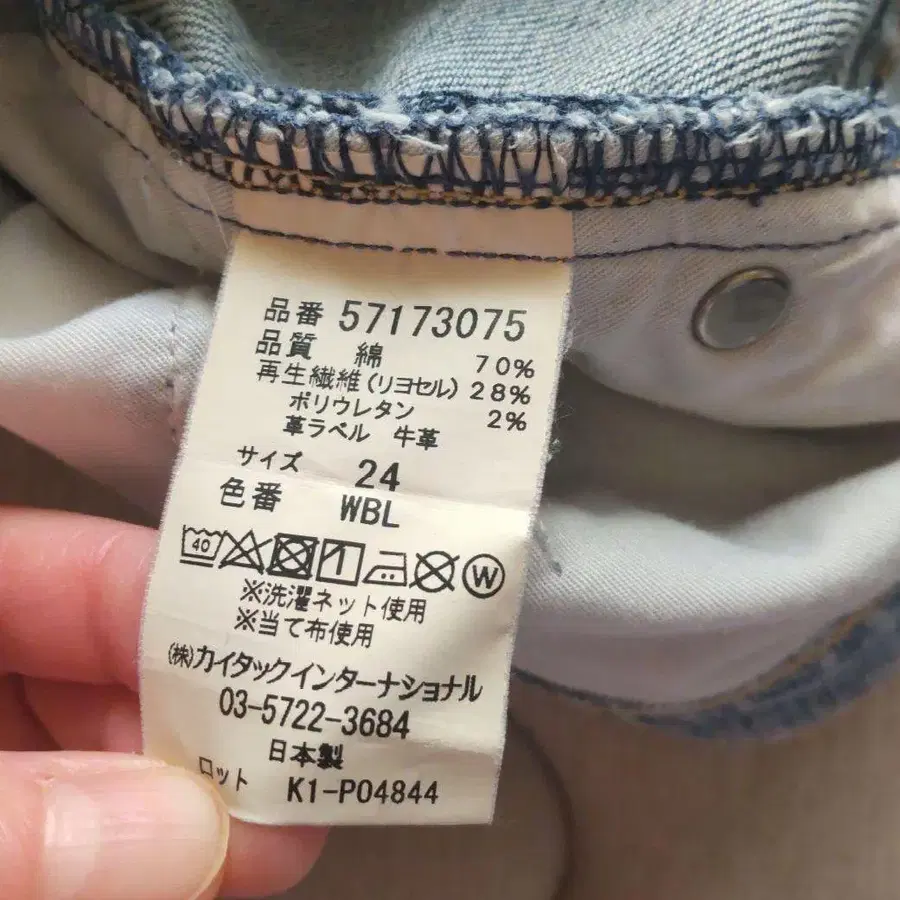 品番 57173075
品質 綿 70%
再生繊維(リヨセル) 28%
ポリウレタン 2%
革ラベル 牛革
サイズ 24
色番 WBL
40 W
※洗濯ネット使用
※当て布使用
(株)カイタックインターナショナル
03-5722-3684
日本製
ロット K1-P04844